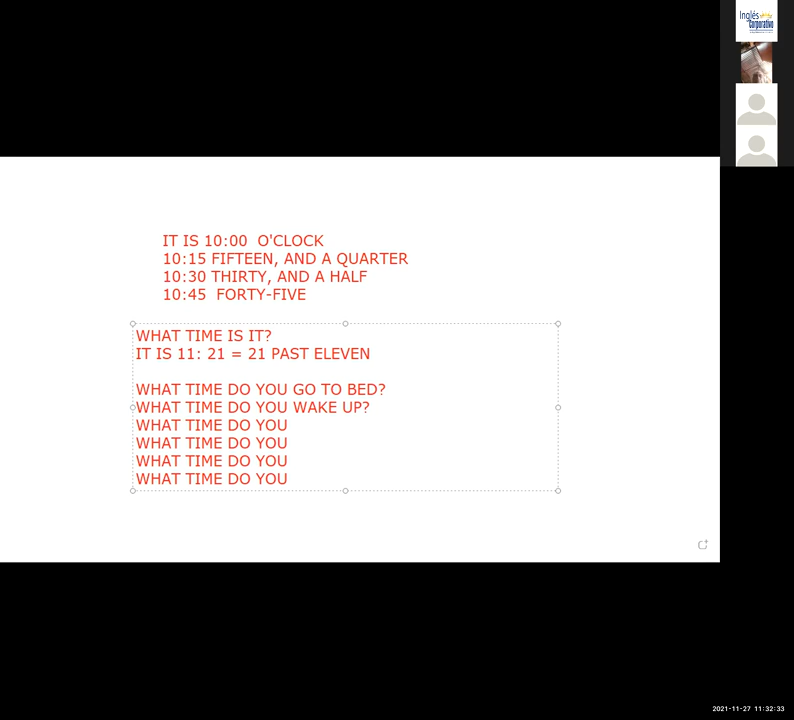 Inglés
Corporativo
IT IS 10:00  O'CLOCK
10:15 FIFTEEN, AND A QUARTER
10:30 THIRTY, AND A HALF
10:45  FORTY-FIVE
WHAT TIME IS IT?
IT IS 11: 21 = 21 PAST ELEVEN
WHAT TIME DO YOU GO TO BED?
WHAT TIME DO YOU WAKE UP?
WHAT TIME DO YOU
WHAT TIME DO YOU
WHAT TIME DO YOU
WHAT TIME DO YOU
2021-11-27 11:32:33